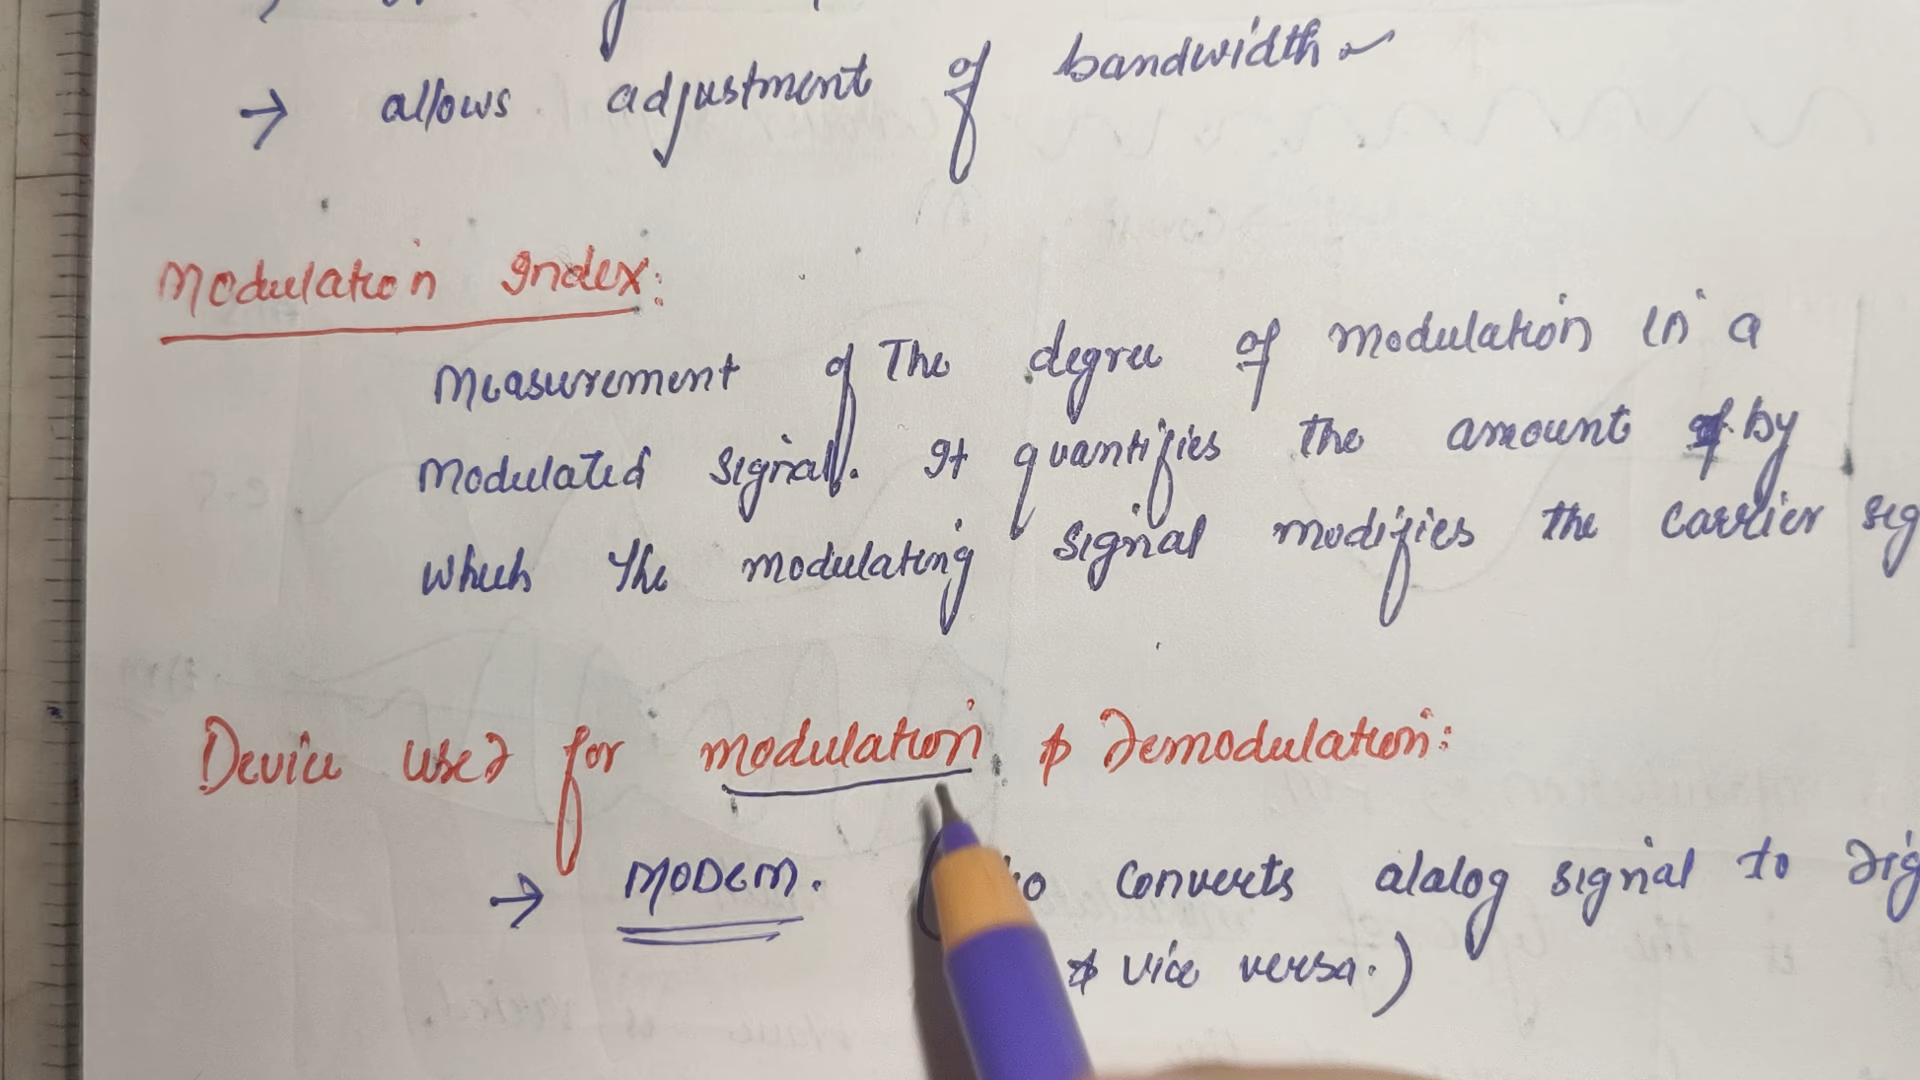 → allows adjustment of bandwidth
Modulation Index:
Measurement of The degree of modulation in a
Modulated signal. It quantifies the amount by
which the modulating signal modifies the carrier sig
Device used for modulation & Demodulation:
→ MODEM. ( converts alalog signal to dig
& vice versa.)